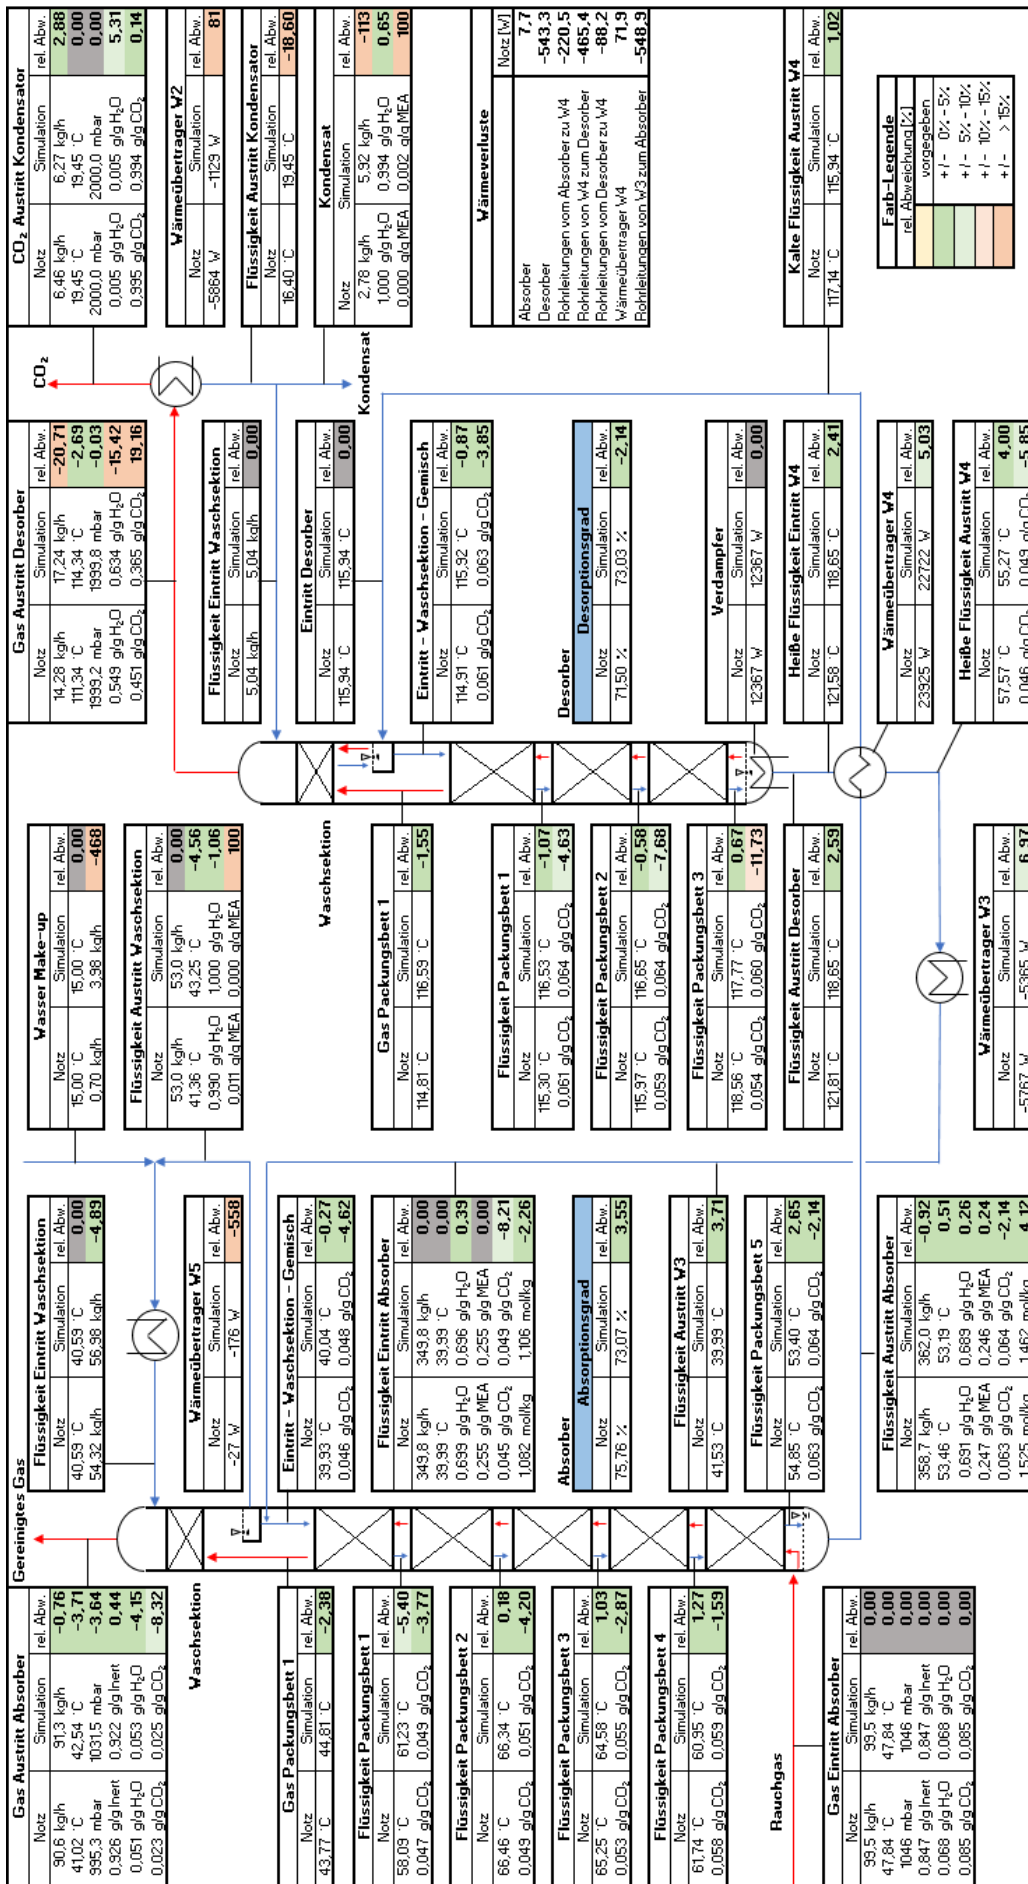 Gas Austritt Absorber
Notz Simulation rel. Abw.
90,6 kg/h 91,3 kg/h -0,76
41,02 °C 42,54 °C -3,71
995,3 mbar 1031,5 mbar -3,64
0,926 g/g Inert 0,922 g/g Inert 0,44
0,051 g/g H₂O 0,053 g/g H₂O -4,15
0,023 g/g CO₂ 0,025 g/g CO₂ -8,32
Gereinigtes Gas
Waschsektion
Gas Packungsbett 1
Notz Simulation rel. Abw.
43,77 °C 44,81 °C -2,38
Flüssigkeit Packungsbett 1
Notz Simulation rel. Abw.
58,09 °C 61,23 °C -5,40
0,047 g/g CO₂ 0,049 g/g CO₂ -3,77
Flüssigkeit Packungsbett 2
Notz Simulation rel. Abw.
66,46 °C 66,34 °C 0,18
0,049 g/g CO₂ 0,051 g/g CO₂ -4,20
Flüssigkeit Packungsbett 3
Notz Simulation rel. Abw.
65,25 °C 64,58 °C 1,03
0,053 g/g CO₂ 0,055 g/g CO₂ -2,87
Flüssigkeit Packungsbett 4
Notz Simulation rel. Abw.
61,74 °C 60,95 °C 1,27
0,058 g/g CO₂ 0,059 g/g CO₂ -1,59
Rauchgas
Gas Eintritt Absorber
Notz Simulation rel. Abw.
99,5 kg/h 99,5 kg/h 0,00
47,84 °C 47,84 °C 0,00
1046 mbar 1046 mbar 0,00
0,847 g/g Inert 0,847 g/g Inert 0,00
0,068 g/g H₂O 0,068 g/g H₂O 0,00
0,085 g/g CO₂ 0,085 g/g CO₂ 0,00
Flüssigkeit Eintritt Waschsektion
Notz Simulation rel. Abw.
40,59 °C 40,59 °C 0,00
54,32 kg/h 56,98 kg/h -4,89
Wärmeübertrager W5
Notz Simulation rel. Abw.
-27 W -176 W -558
Eintritt - Waschsektion - Gemisch
Notz Simulation rel. Abw.
39,93 °C 40,04 °C -0,27
0,046 g/g CO₂ 0,048 g/g CO₂ -4,62
Flüssigkeit Eintritt Absorber
Notz Simulation rel. Abw.
349,8 kg/h 349,8 kg/h 0,00
39,99 °C 39,99 °C 0,00
0,699 g/g H₂O 0,696 g/g H₂O 0,39
0,255 g/g MEA 0,255 g/g MEA 0,00
0,045 g/g CO₂ 0,049 g/g CO₂ -8,21
1,082 mol/kg 1,106 mol/kg -2,26
Absorber
Absorptionsgrad
Notz Simulation rel. Abw.
75,76 % 73,07 % 3,55
Flüssigkeit Austritt W3
Notz Simulation rel. Abw.
41,53 °C 39,99 °C 3,71
Flüssigkeit Packungsbett 5
Notz Simulation rel. Abw.
54,85 °C 53,40 °C 2,65
0,063 g/g CO₂ 0,064 g/g CO₂ -2,14
Flüssigkeit Austritt Absorber
Notz Simulation rel. Abw.
358,7 kg/h 362,0 kg/h -0,92
53,46 °C 53,19 °C 0,51
0,691 g/g H₂O 0,689 g/g H₂O 0,26
0,247 g/g MEA 0,246 g/g MEA 0,24
0,063 g/g CO₂ 0,064 g/g CO₂ -2,14
1,525 mol/kg 1,462 mol/kg 4,12
Wasser Make-up
Notz Simulation rel. Abw.
15,00 °C 15,00 °C 0,00
0,70 kg/h 3,98 kg/h -468
Flüssigkeit Austritt Waschsektion
Notz Simulation rel. Abw.
53,0 kg/h 53,0 kg/h 0,00
41,36 °C 43,25 °C -4,56
0,990 g/g H₂O 1,000 g/g H₂O -1,06
0,011 g/g MEA 0,000 g/g MEA 100
Waschsektion
Gas Packungsbett 1
Notz Simulation rel. Abw.
114,81 °C 116,59 °C -1,55
Flüssigkeit Packungsbett 1
Notz Simulation rel. Abw.
115,30 °C 116,53 °C -1,07
0,061 g/g CO₂ 0,064 g/g CO₂ -4,63
Flüssigkeit Packungsbett 2
Notz Simulation rel. Abw.
115,97 °C 116,65 °C -0,58
0,059 g/g CO₂ 0,064 g/g CO₂ -7,68
Flüssigkeit Packungsbett 3
Notz Simulation rel. Abw.
118,56 °C 117,77 °C 0,67
0,054 g/g CO₂ 0,060 g/g CO₂ -11,73
Flüssigkeit Austritt Desorber
Notz Simulation rel. Abw.
121,81 °C 118,65 °C 2,59
Wärmeübertrager W3
Notz Simulation rel. Abw.
-5767 W -5365 W 6,97
Gas Austritt Desorber
Notz Simulation rel. Abw.
14,28 kg/h 17,24 kg/h -20,71
111,34 °C 114,34 °C -2,69
1999,2 mbar 1999,8 mbar -0,03
0,549 g/g H₂O 0,634 g/g H₂O -15,42
0,451 g/g CO₂ 0,365 g/g CO₂ 19,16
Flüssigkeit Eintritt Waschsektion
Notz Simulation rel. Abw.
5,04 kg/h 5,04 kg/h 0,00
Eintritt Desorber
Notz Simulation rel. Abw.
115,94 °C 115,94 °C 0,00
Eintritt - Waschsektion - Gemisch
Notz Simulation rel. Abw.
114,91 °C 115,92 °C -0,87
0,061 g/g CO₂ 0,063 g/g CO₂ -3,85
Desorber
Desorptionsgrad
Notz Simulation rel. Abw.
71,50 % 73,03 % -2,14
Verdampfer
Notz Simulation rel. Abw.
12367 W 12367 W 0,00
Heiße Flüssigkeit Eintritt W4
Notz Simulation rel. Abw.
121,58 °C 118,65 °C 2,41
Wärmeübertrager W4
Notz Simulation rel. Abw.
23925 W 22722 W 5,03
Heiße Flüssigkeit Austritt W4
Notz Simulation rel. Abw.
57,57 °C 55,27 °C 4,00
0,046 g/g CO₂ 0,049 g/g CO₂ -5,85
CO₂
Kondensat
CO₂ Austritt Kondensator
Notz Simulation rel. Abw.
6,46 kg/h 6,27 kg/h 2,88
19,45 °C 19,45 °C 0,00
2000,0 mbar 2000,0 mbar 0,00
0,005 g/g H₂O 0,005 g/g H₂O 5,31
0,995 g/g CO₂ 0,994 g/g CO₂ 0,14
Wärmeübertrager W2
Notz Simulation rel. Abw.
-5864 W -1129 W 81
Flüssigkeit Austritt Kondensator
Notz Simulation rel. Abw.
16,40 °C 19,45 °C -18,60
Kondensat
Notz Simulation rel. Abw.
2,78 kg/h 5,92 kg/h -113
1,000 g/g H₂O 0,994 g/g H₂O 0,65
0,000 g/g MEA 0,002 g/g MEA 100
Wärmeverluste
Notz [W]
Absorber 7,7
Desorber -543,3
Rohrleitungen vom Absorber zu W4 -220,5
Rohrleitungen von W4 zum Desorber -465,4
Rohrleitungen vom Desorber zu W4 -88,2
Wärmeübertrager W4 71,9
Rohrleitungen von W3 zum Absorber -548,9
Kalte Flüssigkeit Austritt W4
Notz Simulation rel. Abw.
117,14 °C 115,94 °C 1,02
Farb-Legende
rel. Abweichung [%]
vorgegeben
+/- 0% - 5%
+/- 5% - 10%
+/- 10% - 15%
+/- > 15%